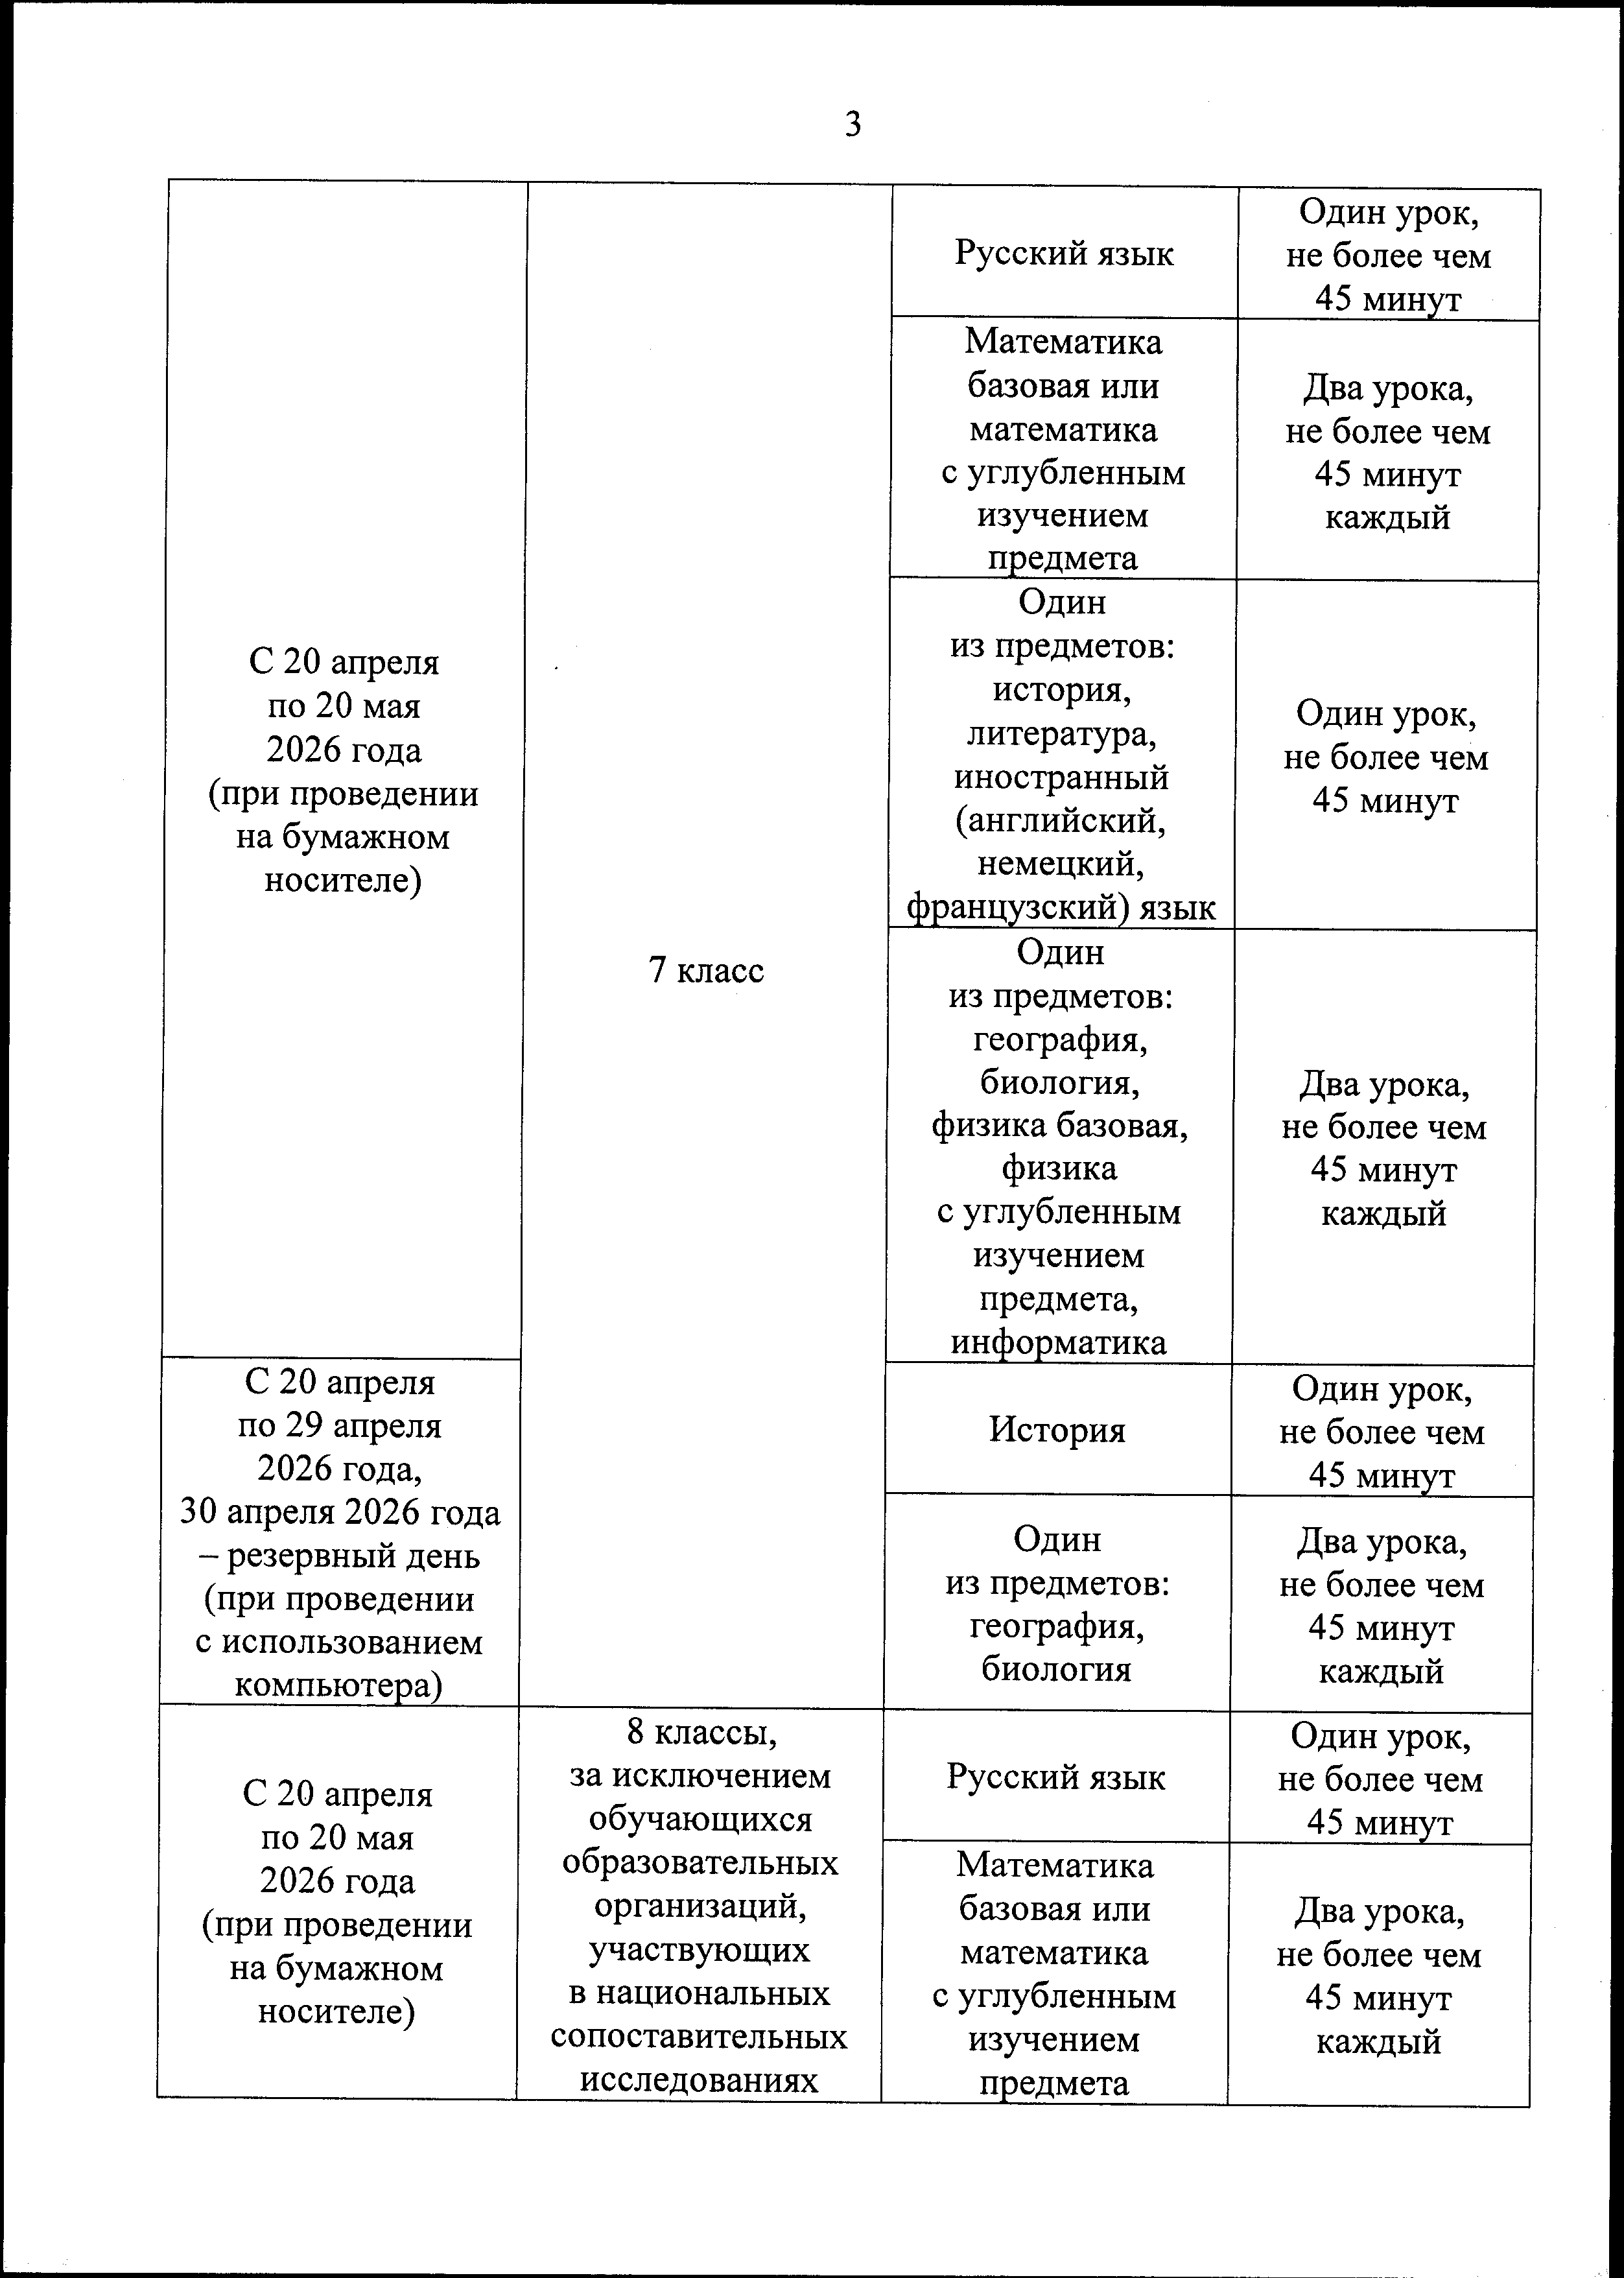 3
Русский язык
Один урок,
не более чем
45 минут
Математика
базовая или
математика
с углубленным
изучением
предмета
Два урока,
не более чем
45 минут
каждый
С 20 апреля
по 20 мая
2026 года
(при проведении
на бумажном
носителе)
7 класс
Один
из предметов:
история,
литература,
иностранный
(английский,
немецкий,
французский) язык
Один урок,
не более чем
45 минут
Один
из предметов:
география,
биология,
физика базовая,
физика
с углубленным
изучением
предмета,
информатика
Два урока,
не более чем
45 минут
каждый
С 20 апреля
по 29 апреля
2026 года,
30 апреля 2026 года
– резервный день
(при проведении
с использованием
компьютера)
История
Один урок,
не более чем
45 минут
Один
из предметов:
география,
биология
Два урока,
не более чем
45 минут
каждый
С 20 апреля
по 20 мая
2026 года
(при проведении
на бумажном
носителе)
8 классы,
за исключением
обучающихся
образовательных
организаций,
участвующих
в национальных
сопоставительных
исследованиях
Русский язык
Один урок,
не более чем
45 минут
Математика
базовая или
математика
с углубленным
изучением
предмета
Два урока,
не более чем
45 минут
каждый